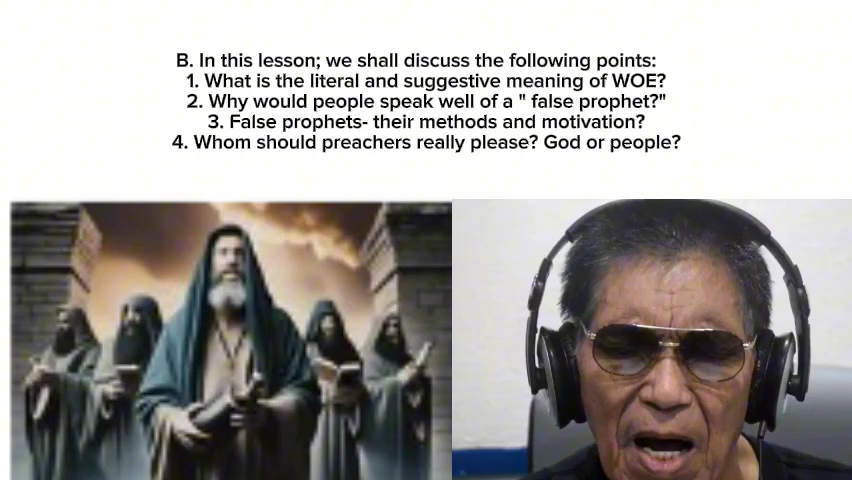 B. In this lesson; we shall discuss the following points:
1. What is the literal and suggestive meaning of WOE?
2. Why would people speak well of a " false prophet?"
3. False prophets- their methods and motivation?
4. Whom should preachers really please? God or people?